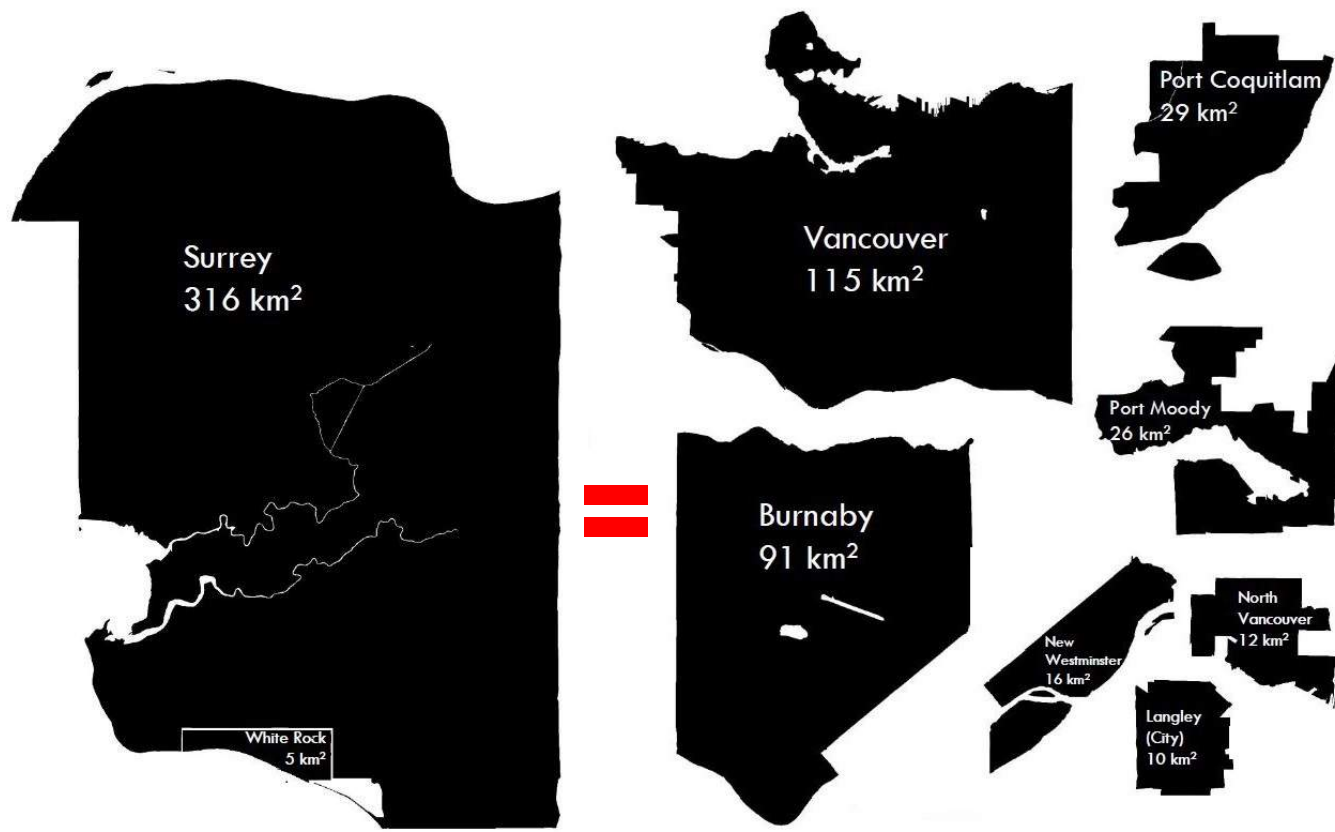 Surrey
316 km²
White Rock
5 km²
=
Vancouver
115 km²
Burnaby
91 km²
Port Coquitlam
29 km²
Port Moody
26 km²
New
Westminster
16 km²
North
Vancouver
12 km²
Langley
(City)
10 km²